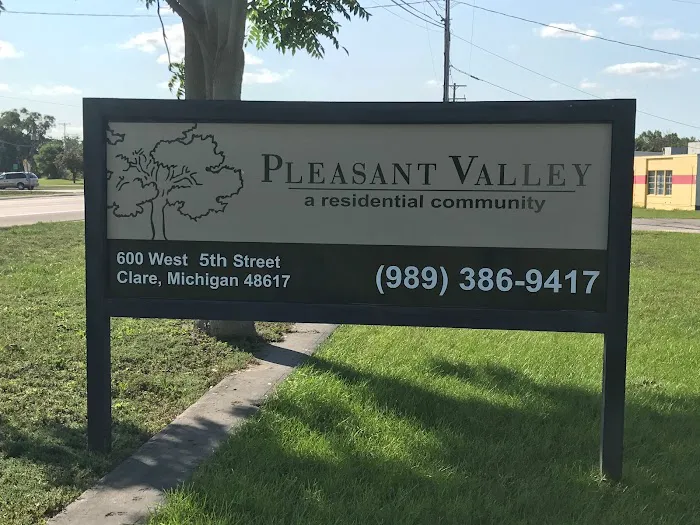 PLEASANT VALLEY
a residential community
600 West 5th Street
Clare, Michigan 48617
(989) 386-9417